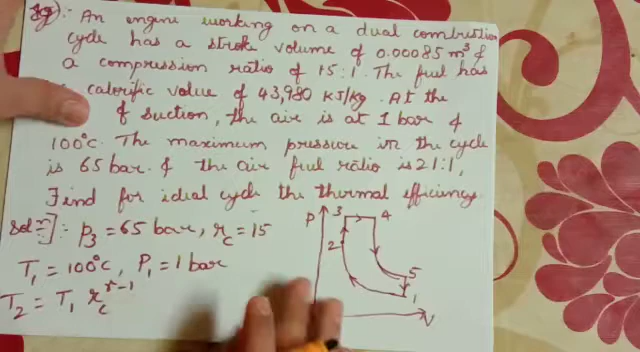 An engine working on a dual combustion
cycle has a stroke volume of 0.00085 m³ &
a compression ratio of 15:1. The fuel has
calorific value of 43,980 KJ/Kg. At the
of suction, the air is at 1 bar &
100°C. The maximum pressure in the cycle
is 65 bar. & the air fuel ratio is 21:1,
Find for ideal cycle the thermal efficiency.
Sol⇒]: P₃ = 65 bar, r_c = 15
T₁ = 100°C, P₁ = 1 bar
T₂ = T₁ r_c^γ-1
P 3 4
2
5
1
V